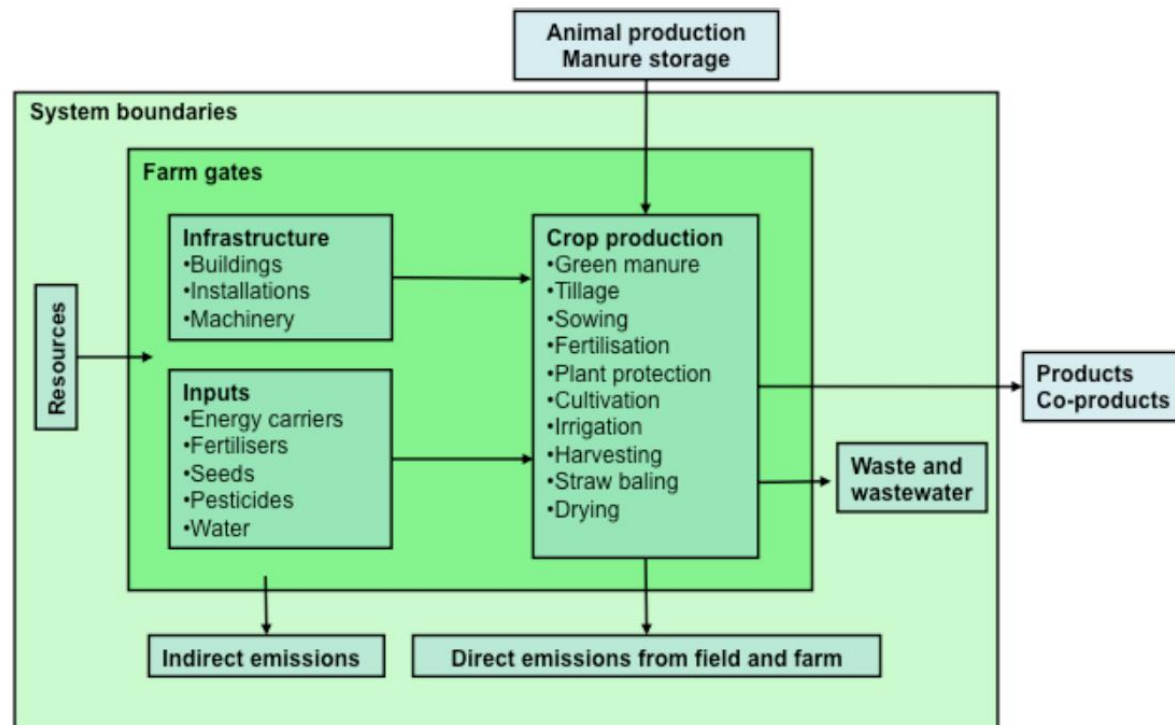 Animal production
Manure storage
System boundaries
Farm gates
Infrastructure
•Buildings
•Installations
•Machinery
Crop production
•Green manure
•Tillage
•Sowing
•Fertilisation
•Plant protection
•Cultivation
•Irrigation
•Harvesting
•Straw baling
•Drying
Resources
Inputs
•Energy carriers
•Fertilisers
•Seeds
•Pesticides
•Water
Products
Co-products
Waste and
wastewater
Indirect emissions
Direct emissions from field and farm